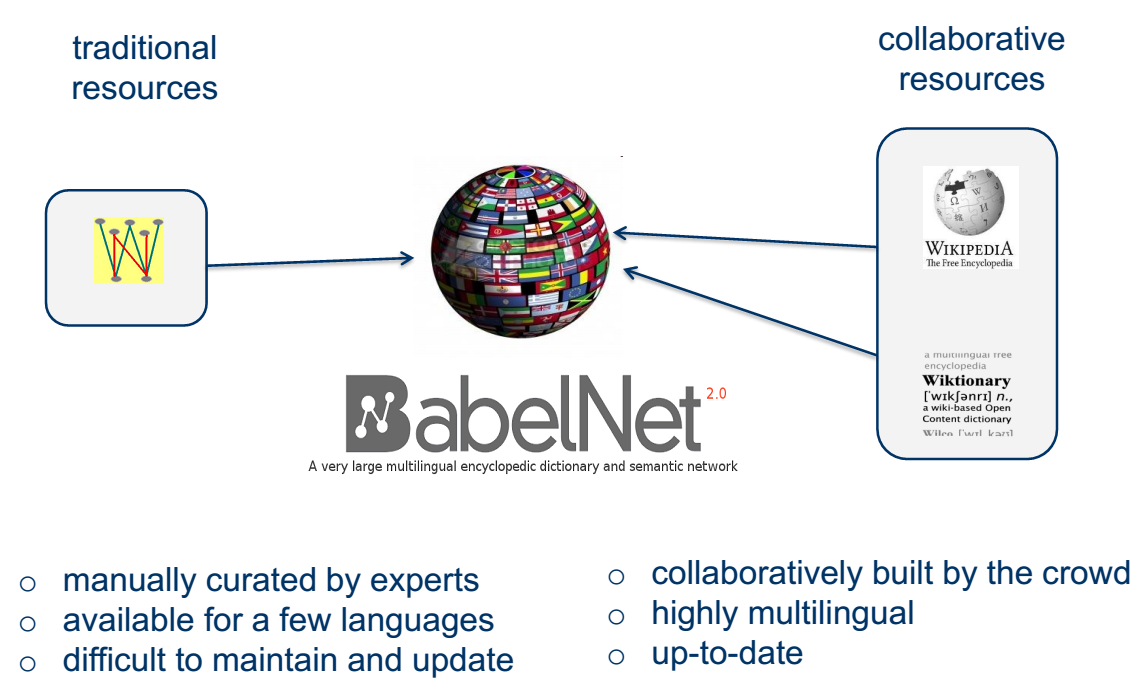 traditional
resources
collaborative
resources
WIKIPEDIA
The Free Encyclopedia
a multilingual free
encyclopedia
Wiktionary
['wɪkʃənrɪ] n.,
a wiki-based Open
Content dictionary
BabelNet 2.0
A very large multilingual encyclopedic dictionary and semantic network
○ manually curated by experts
○ available for a few languages
○ difficult to maintain and update
○ collaboratively built by the crowd
○ highly multilingual
○ up-to-date